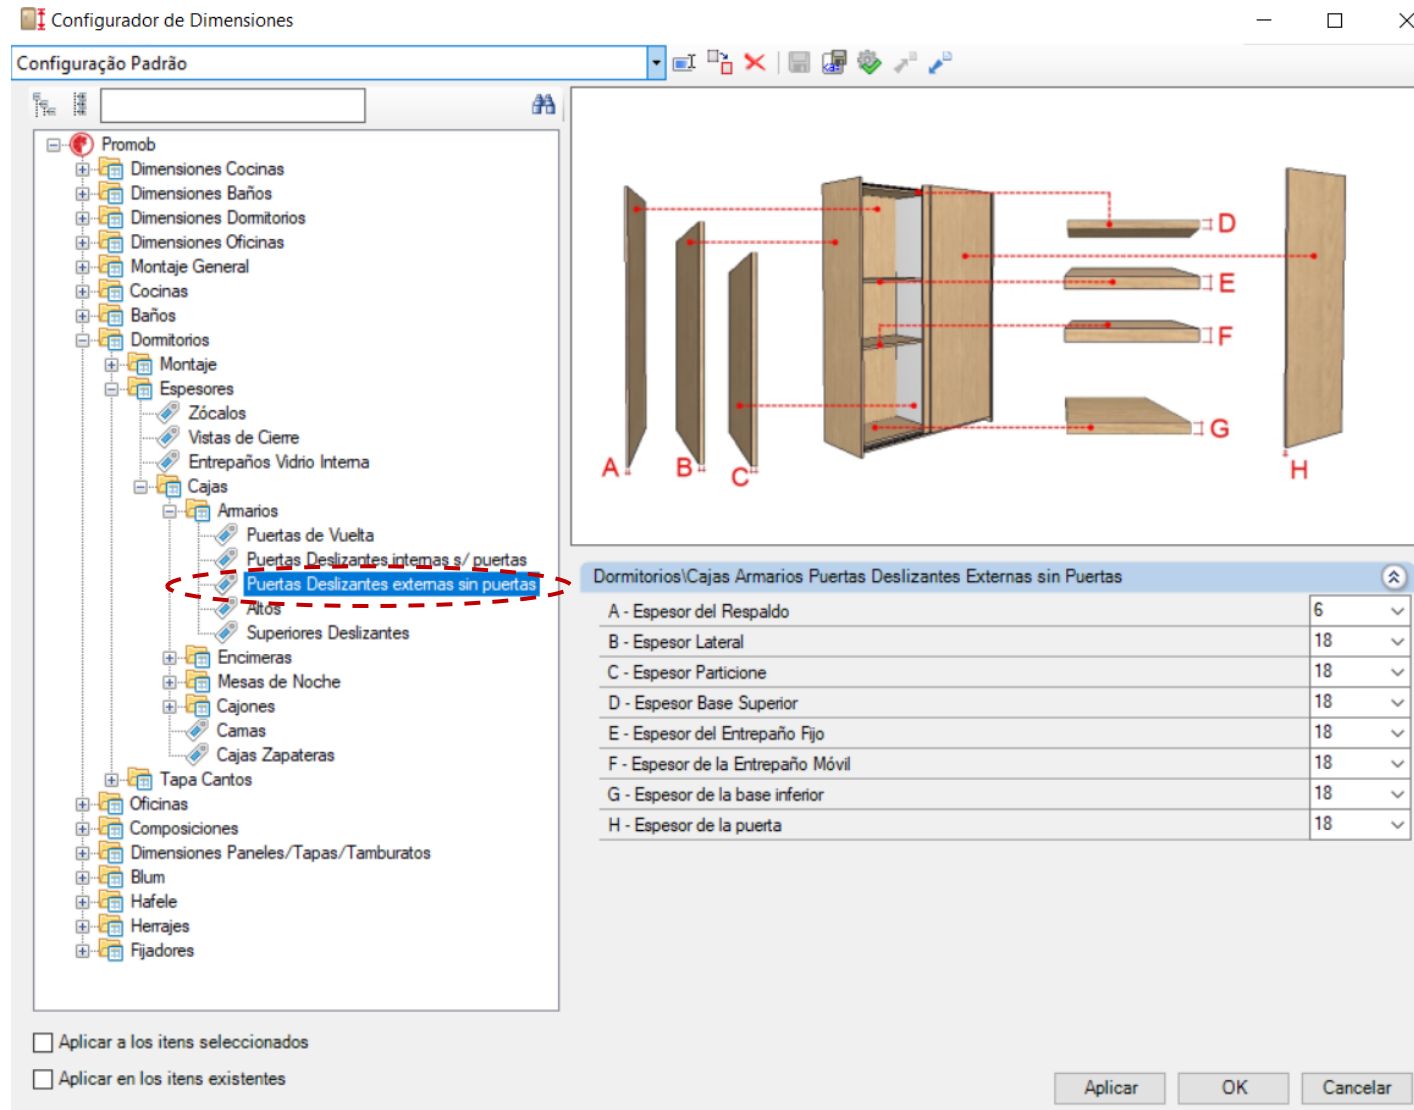 Configurador de Dimensiones
Configuração Padrão
Promob
Dimensiones Cocinas
Dimensiones Baños
Dimensiones Dormitorios
Dimensiones Oficinas
Montaje General
Cocinas
Baños
Dormitorios
Montaje
Espesores
Zócalos
Vistas de Cierre
Entrepaños Vidrio Interna
Cajas
Armarios
Puertas de Vuelta
Puertas Deslizantes internas s/ puertas
Puertas Deslizantes externas sin puertas
Altos
Superiores Deslizantes
Encimeras
Mesas de Noche
Cajones
Camas
Cajas Zapateras
Tapa Cantos
Oficinas
Composiciones
Dimensiones Paneles/Tapas/Tamburatos
Blum
Hafele
Herrajes
Fijadores
A
B
C
D
E
F
G
H
Dormitorios\Cajas Armarios Puertas Deslizantes Externas sin Puertas
A - Espesor del Respaldo 6
B - Espesor Lateral 18
C - Espesor Particione 18
D - Espesor Base Superior 18
E - Espesor del Entrepaño Fijo 18
F - Espesor de la Entrepaño Móvil 18
G - Espesor de la base inferior 18
H - Espesor de la puerta 18
Aplicar a los itens seleccionados
Aplicar en los itens existentes
Aplicar OK Cancelar